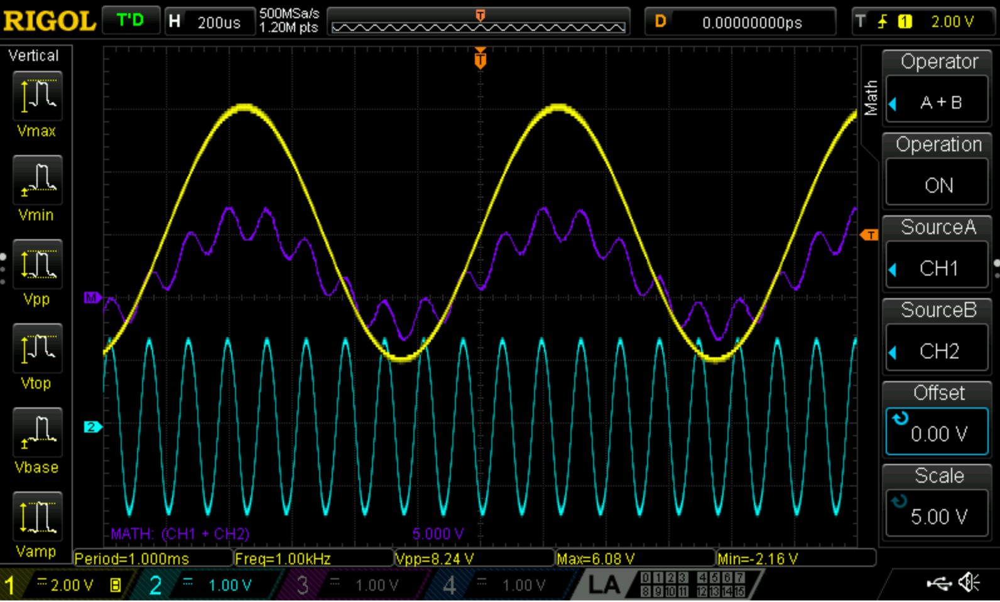 RIGOL T'D H 200us 500MSa/s D 0.00000000ps T 1 2.00 V
1.20M pts
T
Vertical
T
Operator
A + B
Math
Vmax
Operation
ON
Vmin
SourceA
CH1
T
Vpp
M
SourceB
CH2
Vtop
Offset
0.00 V
2
Vbase
Scale
5.00 V
MATH: (CH1 + CH2) 5.000 V
Vamp
Period=1.000ms Freq=1.00kHz Vpp=8.24 V Max=6.08 V Min=-2.16 V
1 2.00 V B 2 1.00 V 3 1.00 V 4 1.00 V LA 0 1 2 3 4 5 6 7
8 9 10 11 12 13 14 15